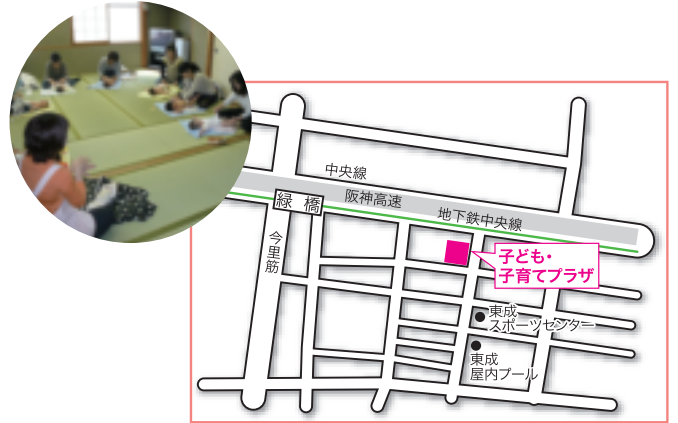 中央線
阪神高速
地下鉄中央線
緑橋
今里筋
子ども・
子育てプラザ
東成
スポーツセンター
東成
屋内プール